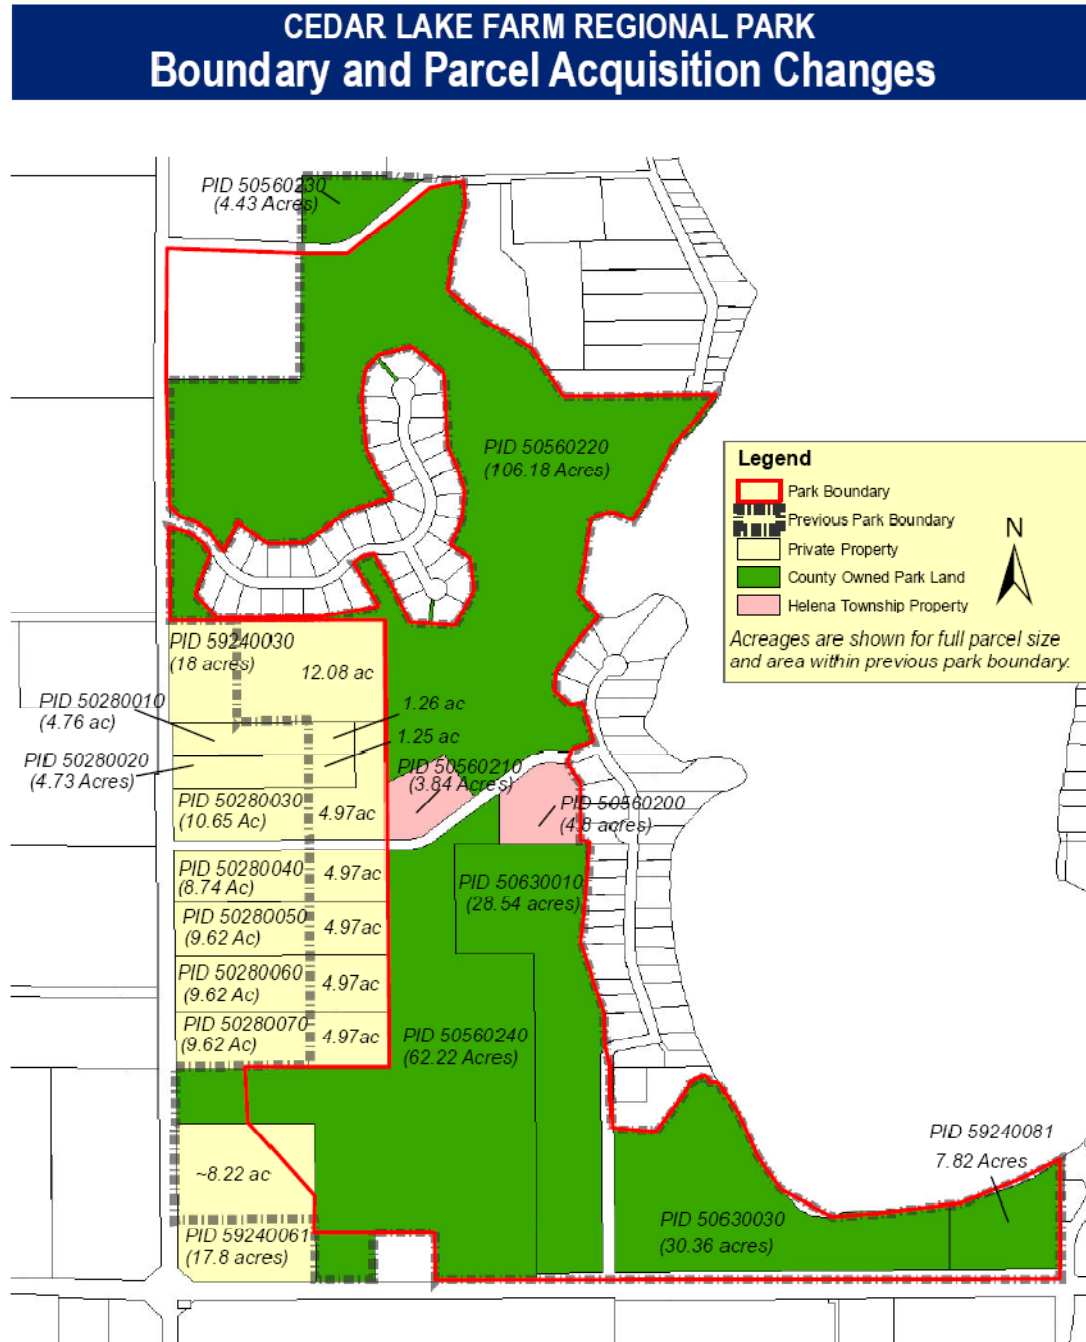 CEDAR LAKE FARM REGIONAL PARK
Boundary and Parcel Acquisition Changes
PID 50560230
(4.43 Acres)
PID 50560220
(106.18 Acres)
Legend
Park Boundary
Previous Park Boundary
Private Property
County Owned Park Land
Helena Township Property
N
Acreages are shown for full parcel size
and area within previous park boundary.
PID 59240030
(18 acres)
12.08 ac
PID 50280010
(4.76 ac)
1.26 ac
1.25 ac
PID 50280020
(4.73 Acres)
PID 50560210
(3.84 Acres)
PID 50280030
(10.65 Ac)
4.97ac
PID 50560200
(4.8 acres)
PID 50280040
(8.74 Ac)
4.97ac
PID 50630010
(28.54 acres)
PID 50280050
(9.62 Ac)
4.97ac
PID 50280060
(9.62 Ac)
4.97ac
PID 50280070
(9.62 Ac)
4.97ac
PID 50560240
(62.22 Acres)
PID 59240081
7.82 Acres
~8.22 ac
PID 59240061
(17.8 acres)
PID 50630030
(30.36 acres)